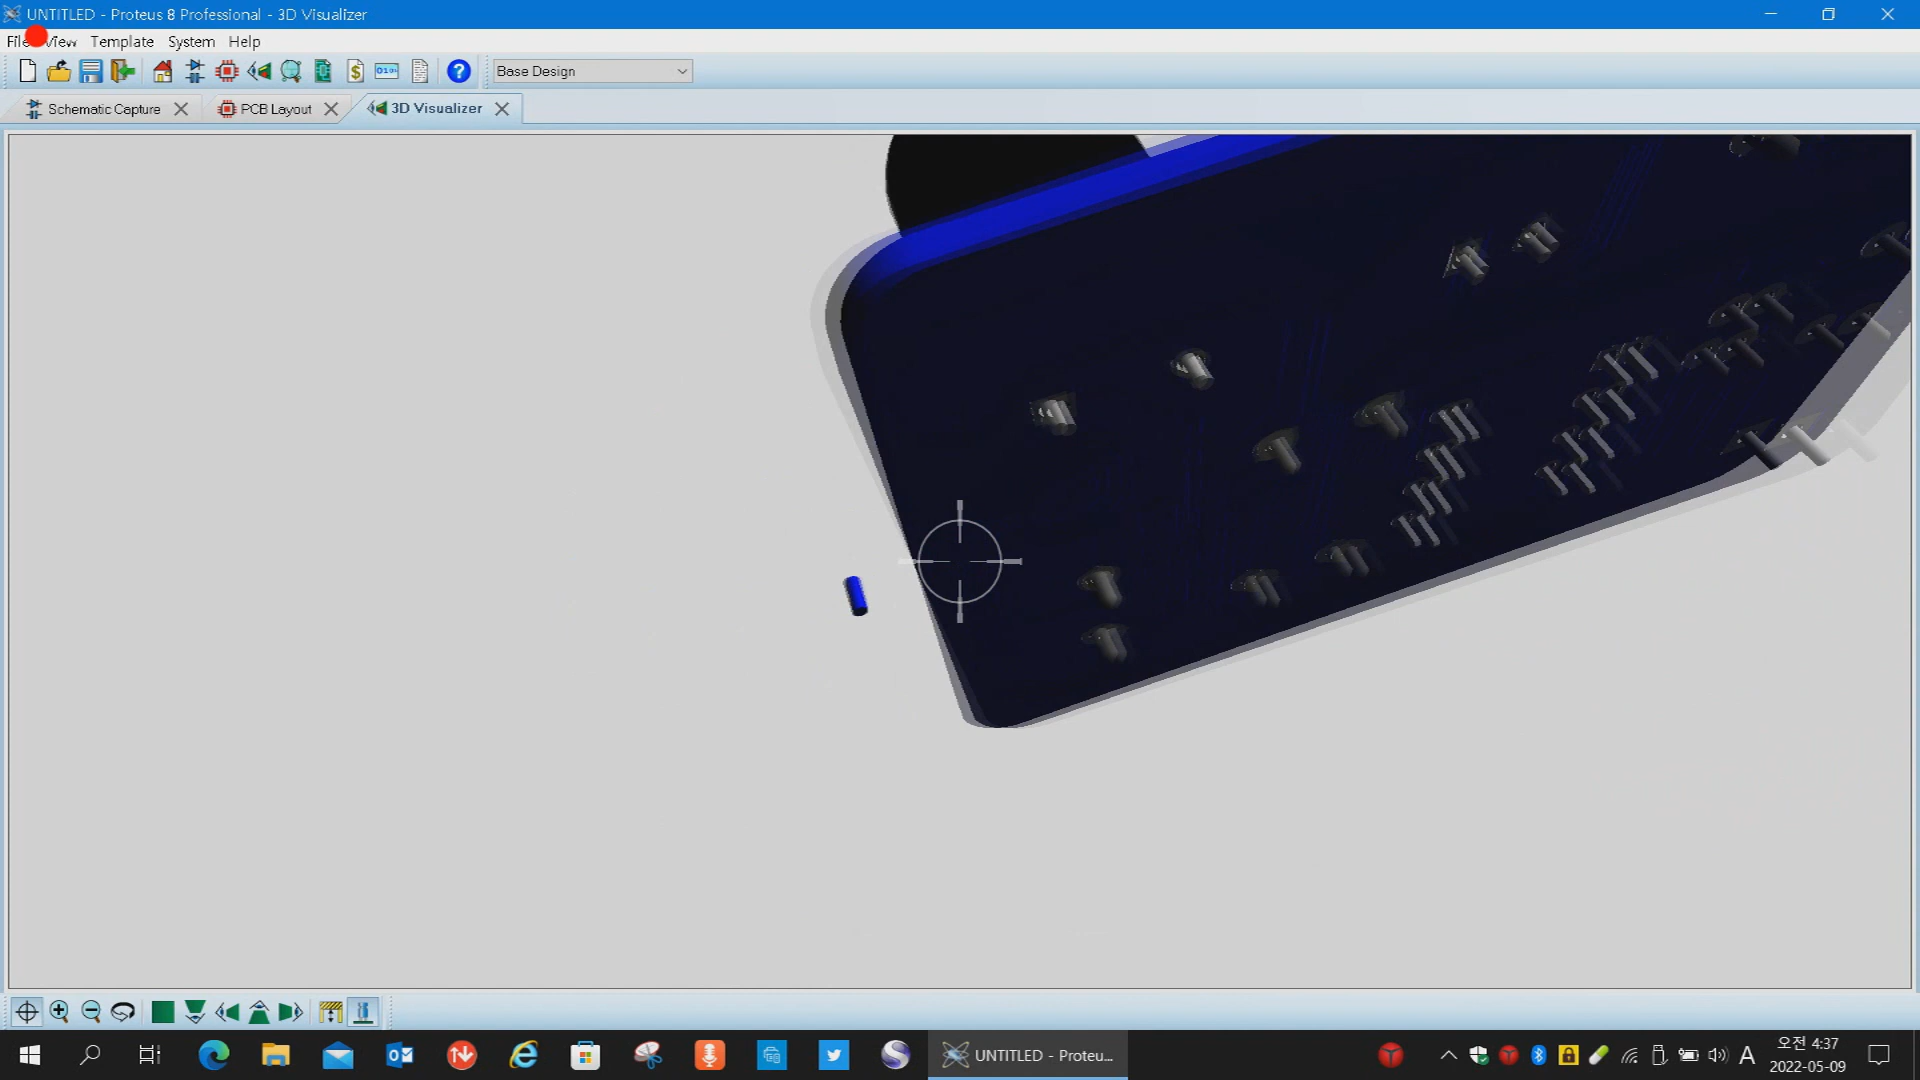 UNTITLED - Proteus 8 Professional - 3D Visualizer
File View Template System Help
Base Design
Schematic Capture PCB Layout 3D Visualizer
UNTITLED - Proteu...
A
오전 4:37
2022-05-09